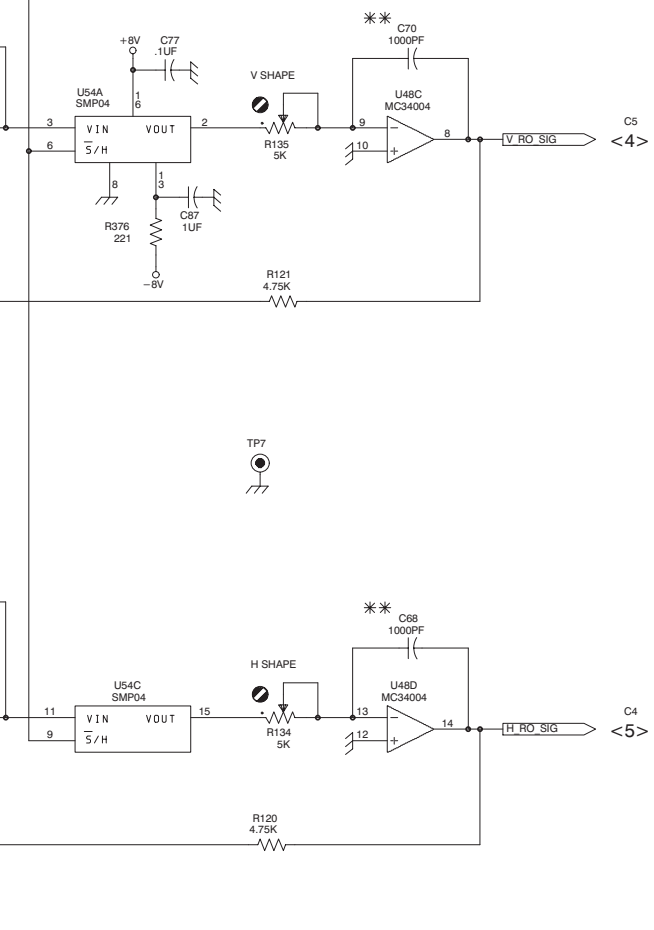 **
C70
1000PF
+8V
C77
.1UF
V SHAPE
U54A
SMP04
1
6
U48C
MC34004
C5
3
VIN
VOUT
2
9
8
V_RO_SIG
<4>
6
S/H
R135
5K
10
8
1
3
R376
221
C87
1UF
−8V
R121
4.75K
TP7
**
C68
1000PF
H SHAPE
U54C
SMP04
U48D
MC34004
C4
11
VIN
VOUT
15
13
14
H_RO_SIG
<5>
9
S/H
R134
5K
12
R120
4.75K